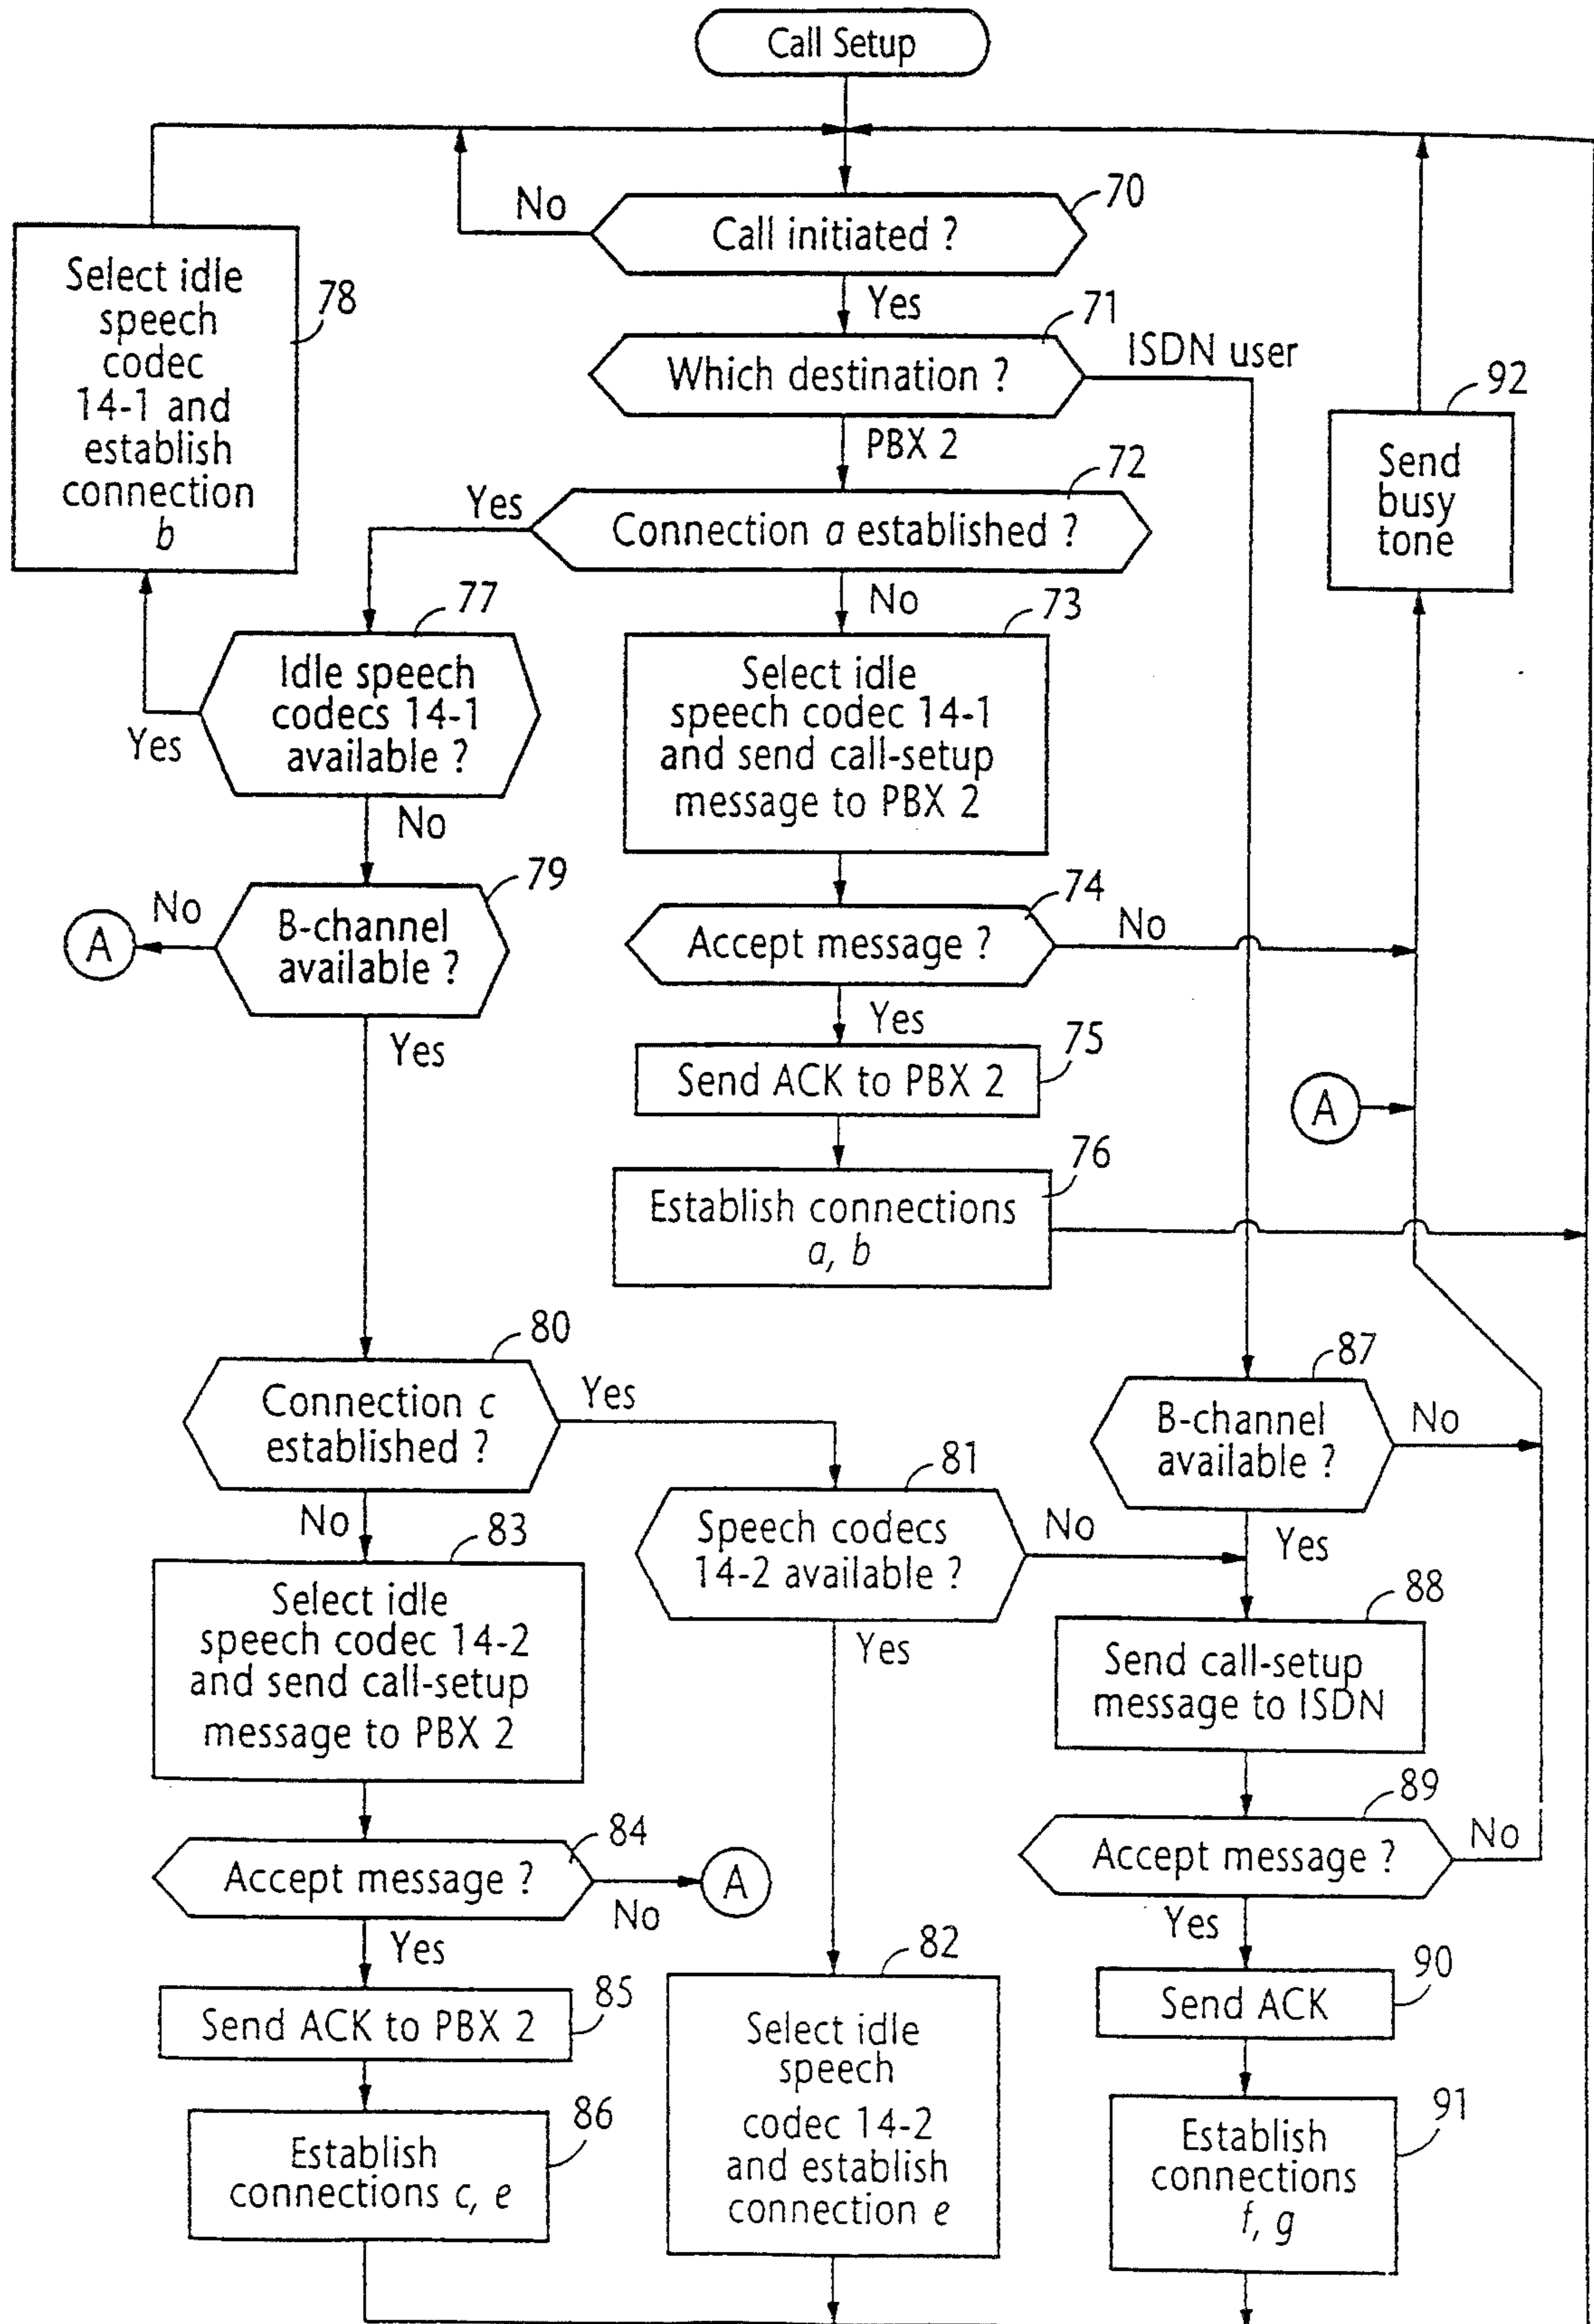 Call Setup
No
70
Call initiated ?
Yes
71
ISDN user
Which destination ?
PBX 2
Select idle
speech
codec
14-1 and
establish
connection
b
78
92
Send
busy
tone
72
Yes
Connection a established ?
No
77
Idle speech
codecs 14-1
available ?
Yes
No
73
Select idle
speech codec 14-1
and send call-setup
message to PBX 2
79
No
A
B-channel
available ?
Yes
74
Accept message ?
No
Yes
75
Send ACK to PBX 2
A
76
Establish connections
a, b
80
Connection c
established ?
Yes
No
87
B-channel
available ?
No
Yes
81
Speech codecs
14-2 available ?
No
Yes
83
Select idle
speech codec 14-2
and send call-setup
message to PBX 2
88
Send call-setup
message to ISDN
84
Accept message ?
No
A
Yes
89
Accept message ?
No
Yes
85
Send ACK to PBX 2
82
Select idle
speech
codec 14-2
and establish
connection e
90
Send ACK
86
Establish
connections c, e
91
Establish
connections
f, g